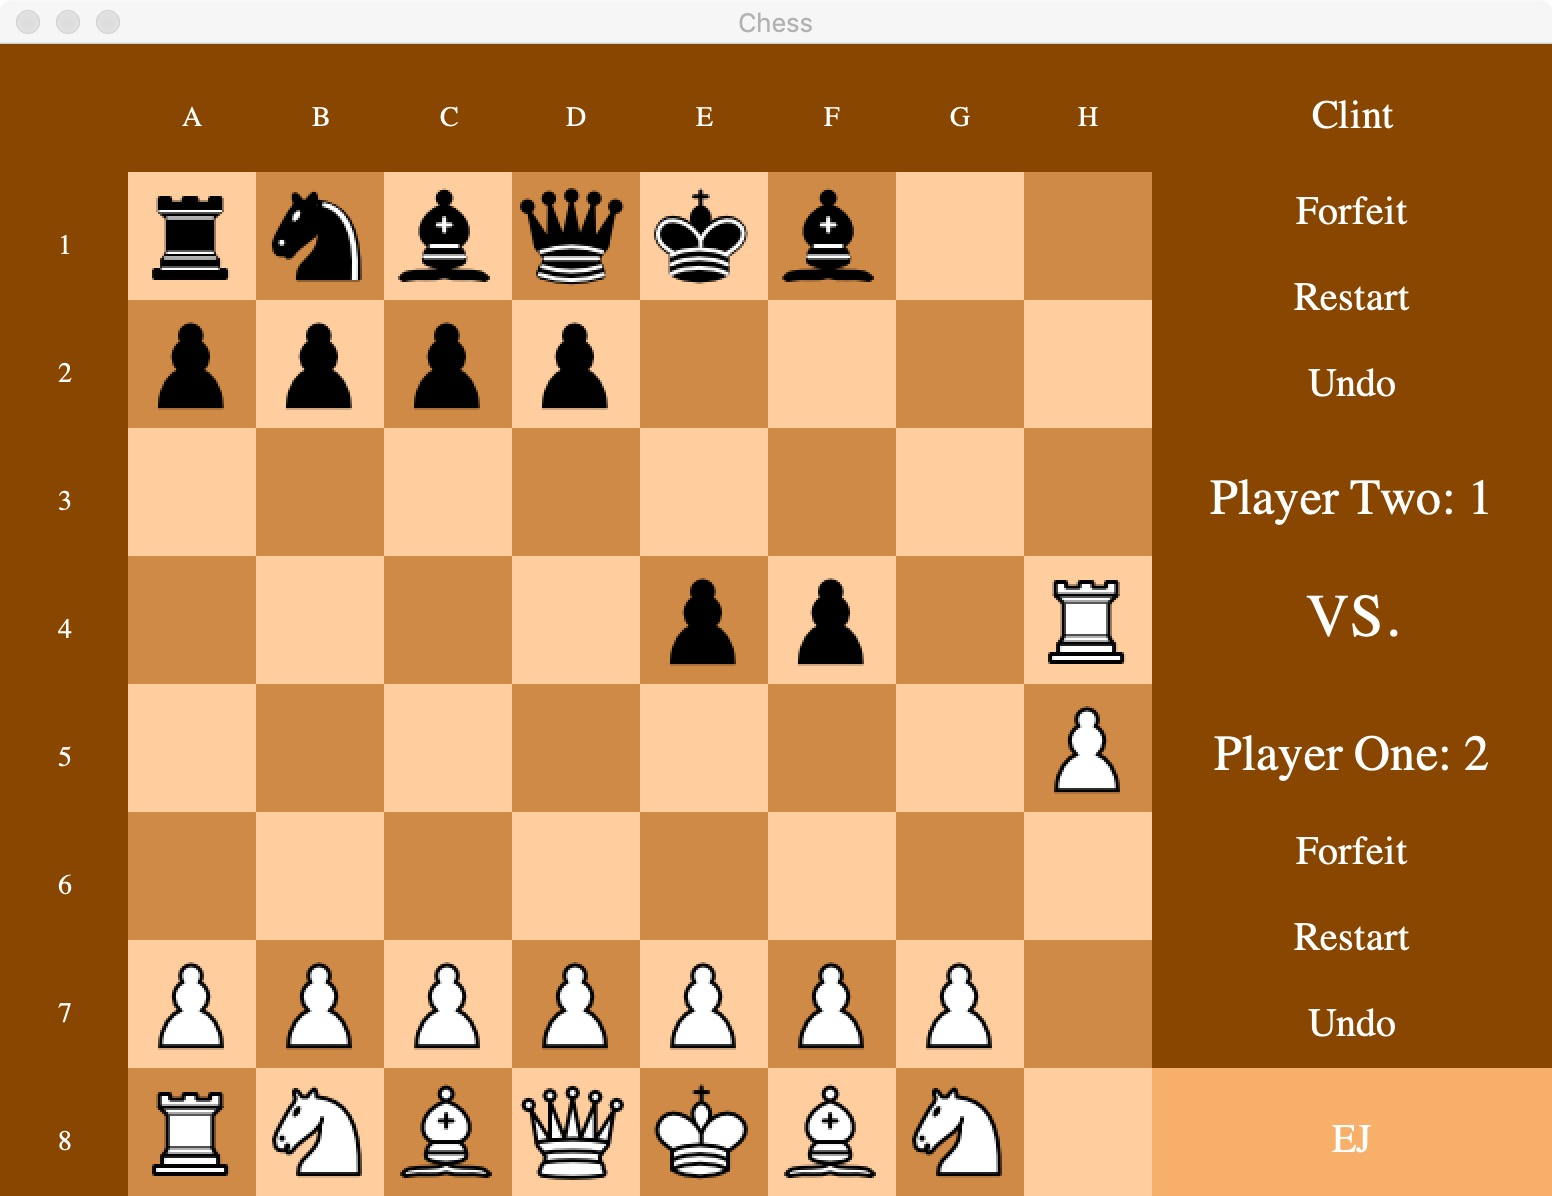 Chess
A B C D E F G H Clint
Forfeit
1
Restart
2 Undo
3 Player Two: 1
4 VS.
5 Player One: 2
Forfeit
6
Restart
7 Undo
8 EJ